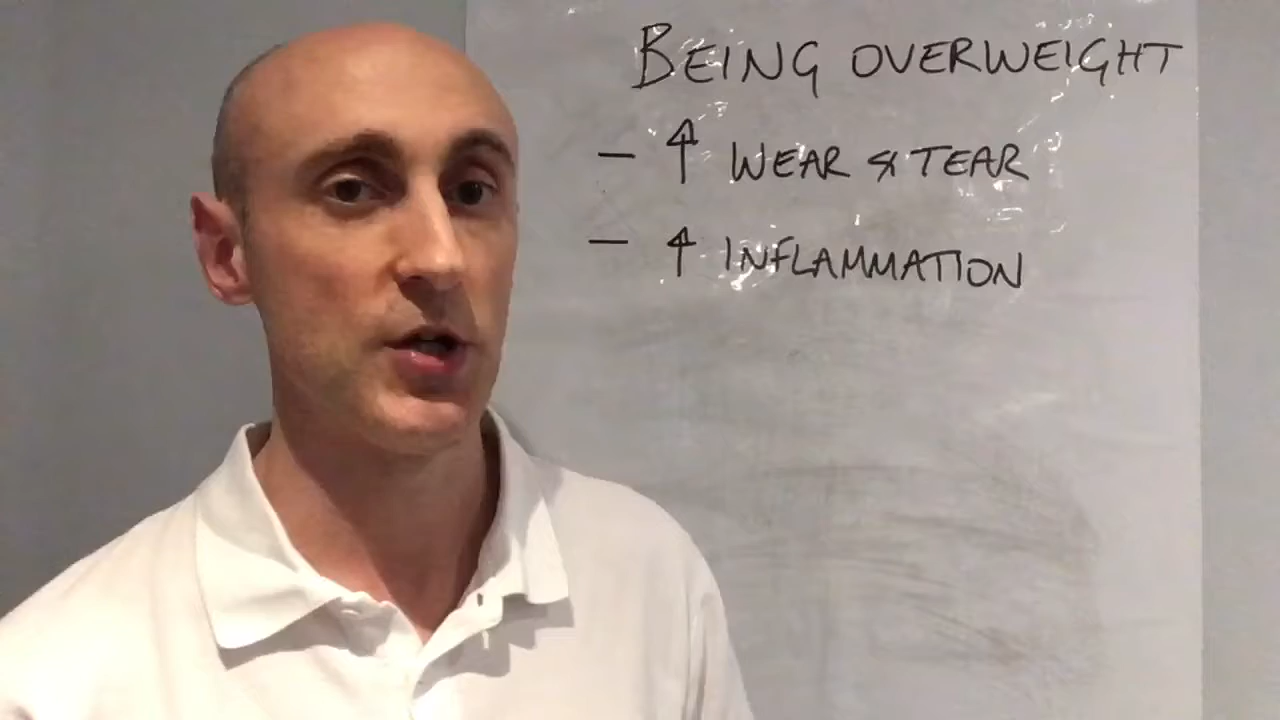 BEING OVERWEIGHT
- ↑ WEAR & TEAR
- ↑ INFLAMMATION